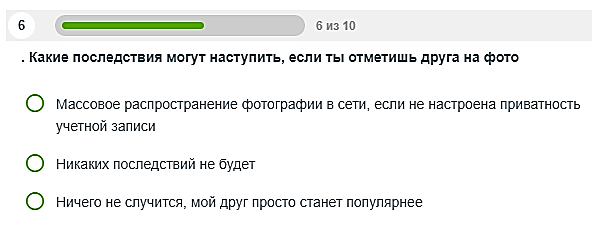 6
6 из 10
. Какие последствия могут наступить, если ты отметишь друга на фото
Массовое распространение фотографии в сети, если не настроена приватность
учетной записи
Никаких последствий не будет
Ничего не случится, мой друг просто станет популярнее